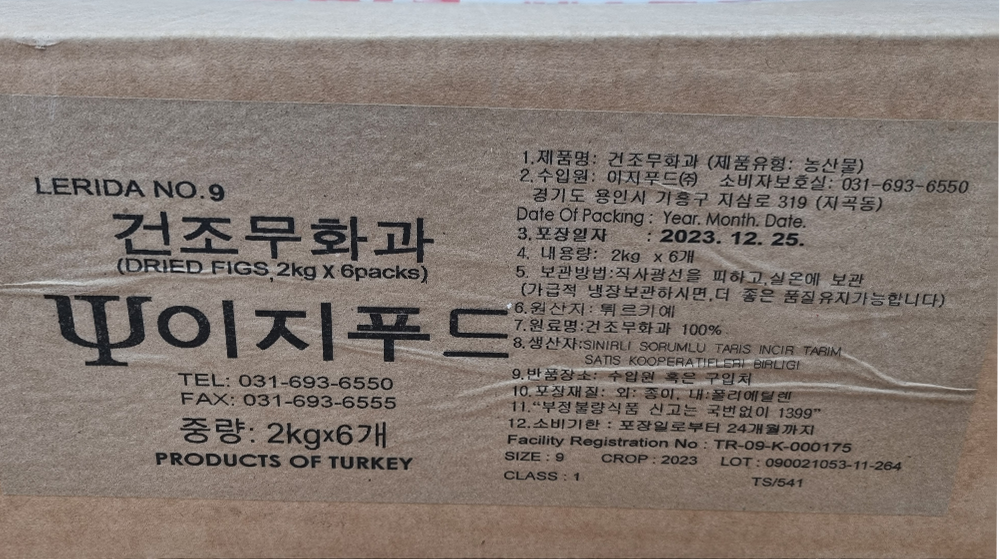 LERIDA NO.9
건조무화과
(DRIED FIGS,2kg X 6packs)
Ψ이지푸드
TEL: 031-693-6550
FAX: 031-693-6555
중량: 2kgx6개
PRODUCTS OF TURKEY
1.제품명: 건조무화과 (제품유형: 농산물)
2.수입원: 이지푸드㈜ 소비자보호실: 031-693-6550
경기도 용인시 기흥구 지삼로 319 (지곡동)
Date Of Packing : Year. Month. Date.
3.포장일자 : 2023. 12. 25.
4. 내용량: 2kg x 6개
5. 보관방법:직사광선을 피하고,실온에 보관
(가급적 냉장보관하시면,더 좋은 품질유지가능합니다)
6.원산지: 튀르키예
7.원료명:건조무화과 100%
8.생산자:SINIRLI SORUMLU TARIS INCIR TARIM
SATIS KOOPERATIFLERI BIRLIGI
9.반품장소: 수입원 혹은 구입처
10.포장재질: 외: 종이, 내:폴리에틸렌
11."부정불량식품 신고는 국번없이 1399"
12.소비기한 : 포장일로부터 24개월까지
Facility Registration No : TR-09-K-000175
SIZE : 9 CROP : 2023 LOT : 090021053-11-264
CLASS : 1 TS/541